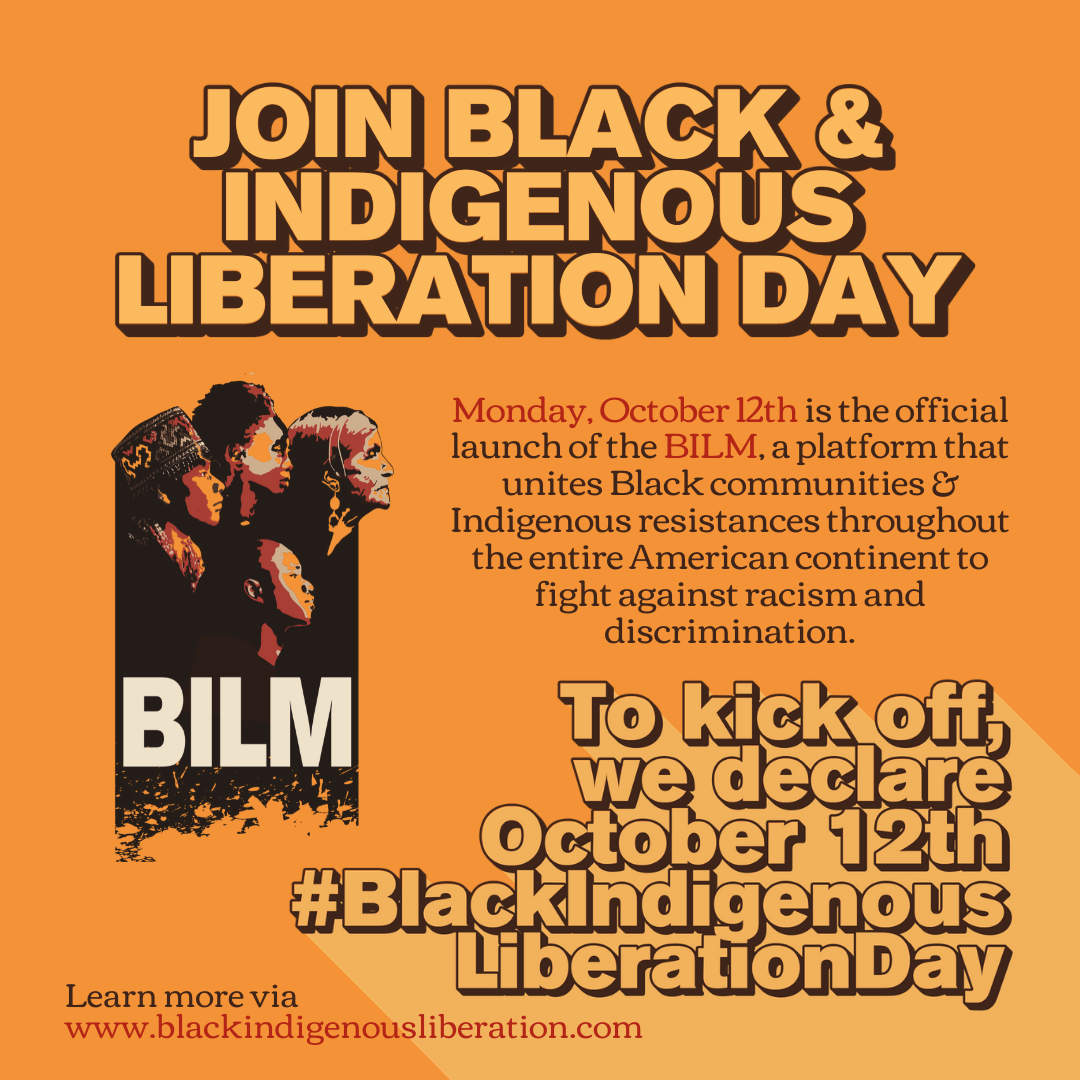 JOIN BLACK &
INDIGENOUS
LIBERATION DAY
Monday, October 12th is the official
launch of the BILM, a platform that
unites Black communities &
Indigenous resistances throughout
the entire American continent to
fight against racism and
discrimination.
BILM
To kick off,
we declare
October 12th
#BlackIndigenous
LiberationDay
Learn more via
www.blackindigenousliberation.com